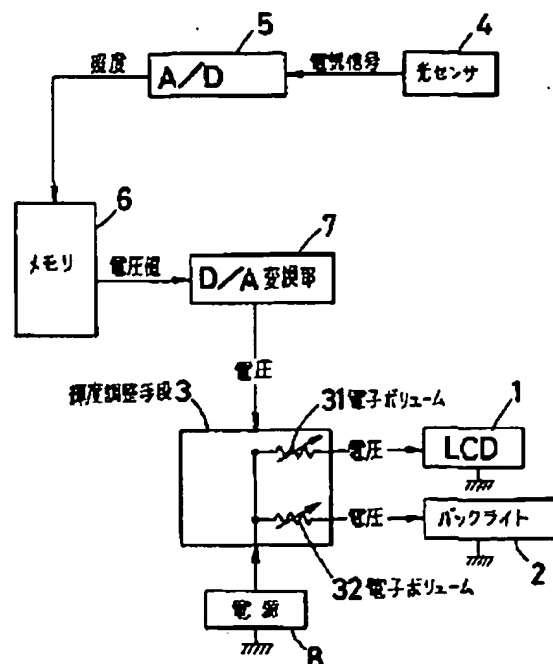 5
4
照度
A/D
電気信号
光センサ
6
メモリ
電圧値
7
D/A変換部
電圧
輝度調整手段3
31電子ボリューム
1
電圧
LCD
電圧
バックライト
32電子ボリューム
2
電源
8